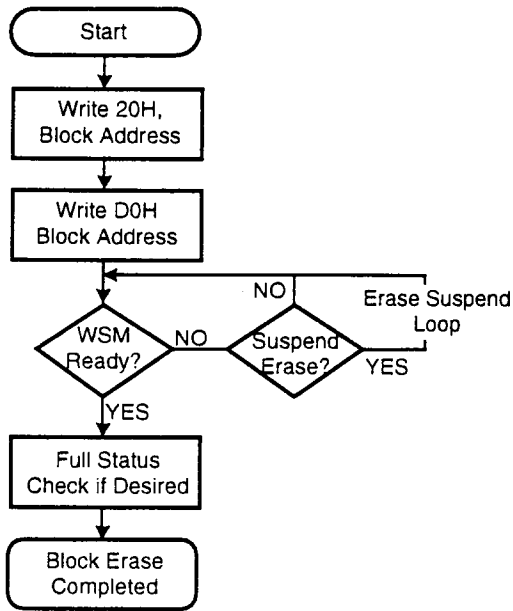 Start
Write 20H,
Block Address
Write D0H
Block Address
NO
Erase Suspend
Loop
WSM
Ready?
NO
Suspend
Erase?
YES
YES
Full Status
Check if Desired
Block Erase
Completed